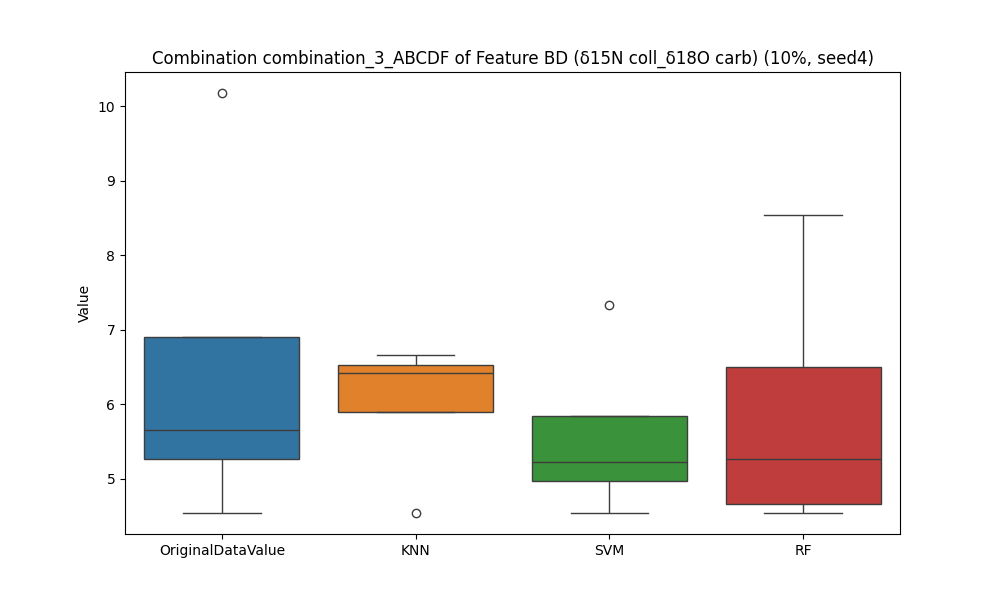 Combination combination_3_ABCDF of Feature BD (δ15N coll_δ18O carb) (10%, seed4)
10
9
8
7
6
5
Value
OriginalDataValue
KNN
SVM
RF